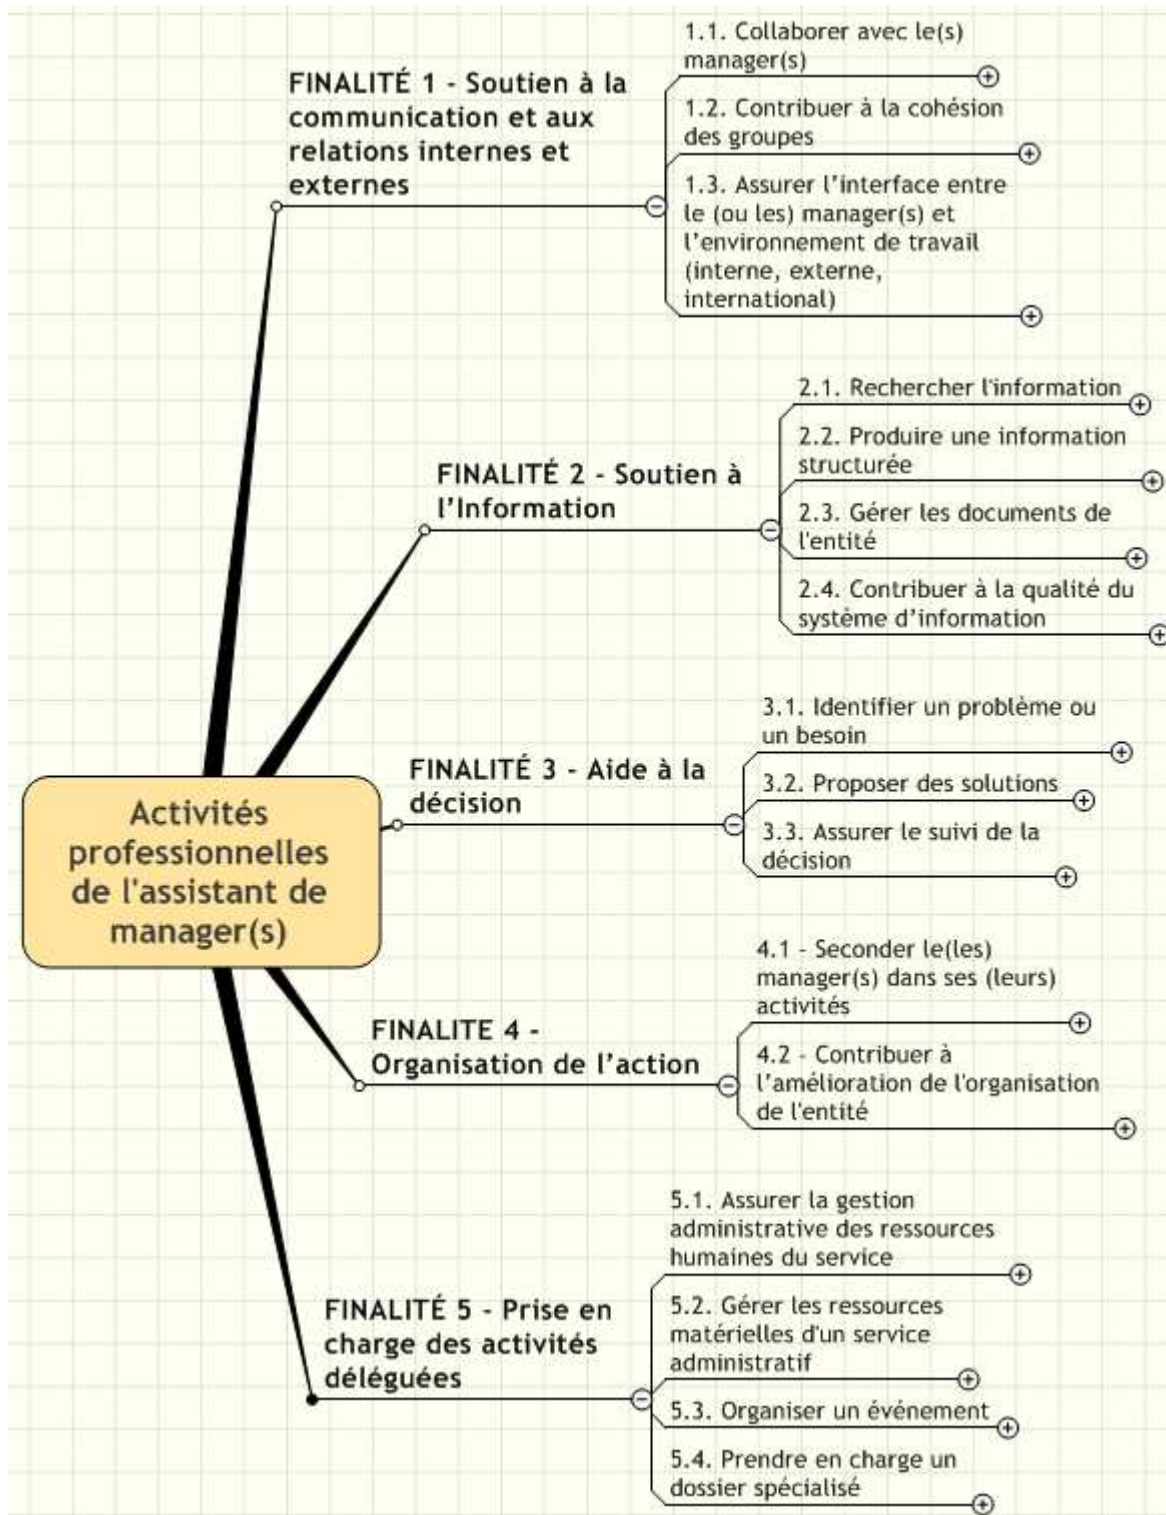 FINALITÉ 1 - Soutien à la
communication et aux
relations internes et
externes
1.1. Collaborer avec le(s)
manager(s)
1.2. Contribuer à la cohésion
des groupes
1.3. Assurer l’interface entre
le (ou les) manager(s) et
l’environnement de travail
(interne, externe,
international)
FINALITÉ 2 - Soutien à
l’Information
2.1. Rechercher l'information
2.2. Produire une information
structurée
2.3. Gérer les documents de
l'entité
2.4. Contribuer à la qualité du
système d’information
Activités
professionnelles
de l'assistant de
manager(s)
FINALITÉ 3 - Aide à la
décision
3.1. Identifier un problème ou
un besoin
3.2. Proposer des solutions
3.3. Assurer le suivi de la
décision
FINALITE 4 -
Organisation de l’action
4.1 - Seconder le(les)
manager(s) dans ses (leurs)
activités
4.2 - Contribuer à
l’amélioration de l'organisation
de l'entité
FINALITÉ 5 - Prise en
charge des activités
déléguées
5.1. Assurer la gestion
administrative des ressources
humaines du service
5.2. Gérer les ressources
matérielles d'un service
administratif
5.3. Organiser un événement
5.4. Prendre en charge un
dossier spécialisé